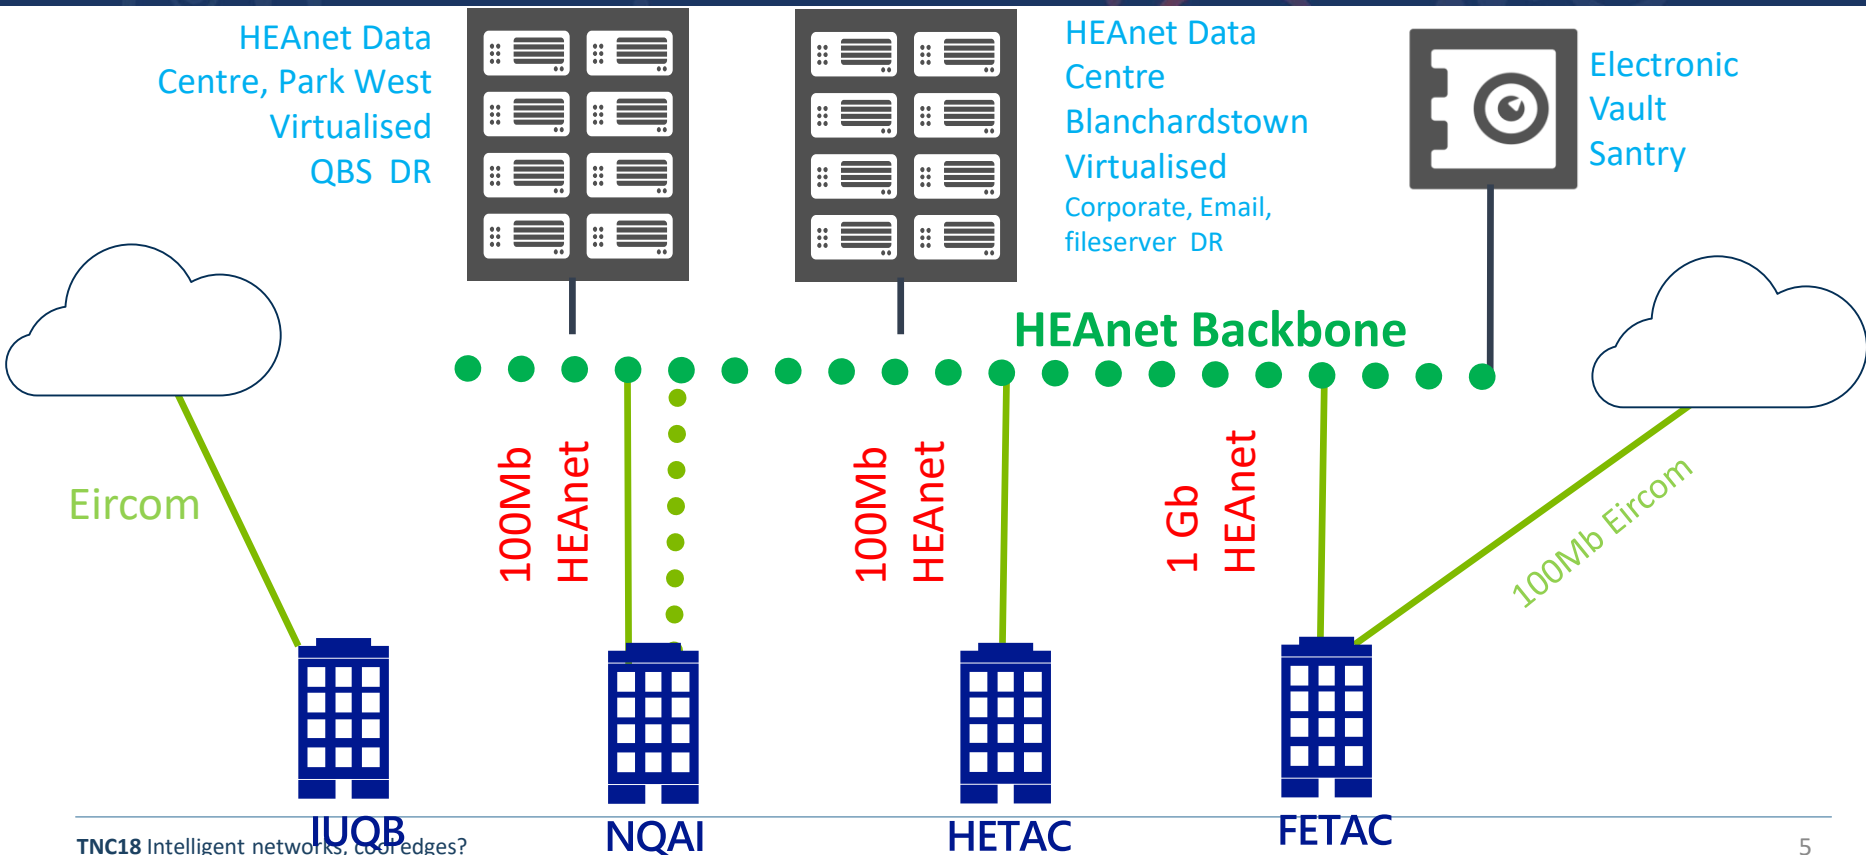 HEAnet Data
Centre, Park West
Virtualised
QBS DR
HEAnet Data
Centre
Blanchardstown
Virtualised
Corporate, Email,
fileserver DR
Electronic
Vault
Santry
HEAnet Backbone
Eircom
100Mb
HEAnet
100Mb
HEAnet
1 Gb
HEAnet
100Mb Eircom
IUQB
NQAI
HETAC
FETAC
TNC18 Intelligent networks, cool edges?
5